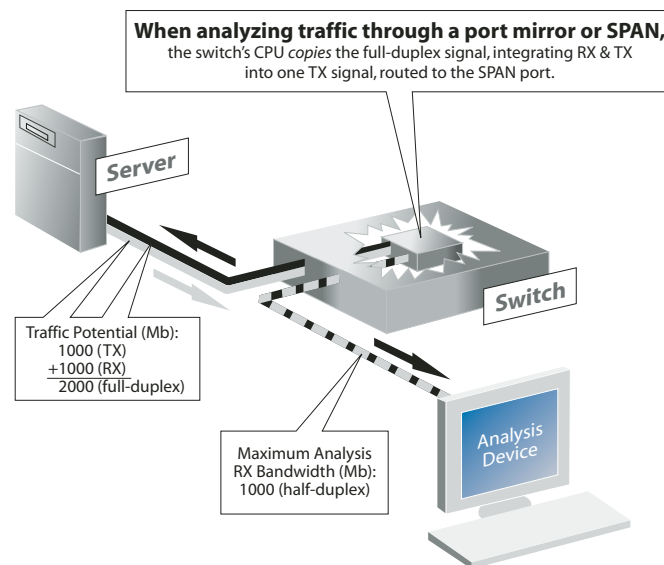 When analyzing traffic through a port mirror or SPAN,
the switch's CPU copies the full-duplex signal, integrating RX & TX
into one TX signal, routed to the SPAN port.
Server
Switch
Traffic Potential (Mb):
1000 (TX)
+1000 (RX)
2000 (full-duplex)
Maximum Analysis
RX Bandwidth (Mb):
1000 (half-duplex)
Analysis
Device